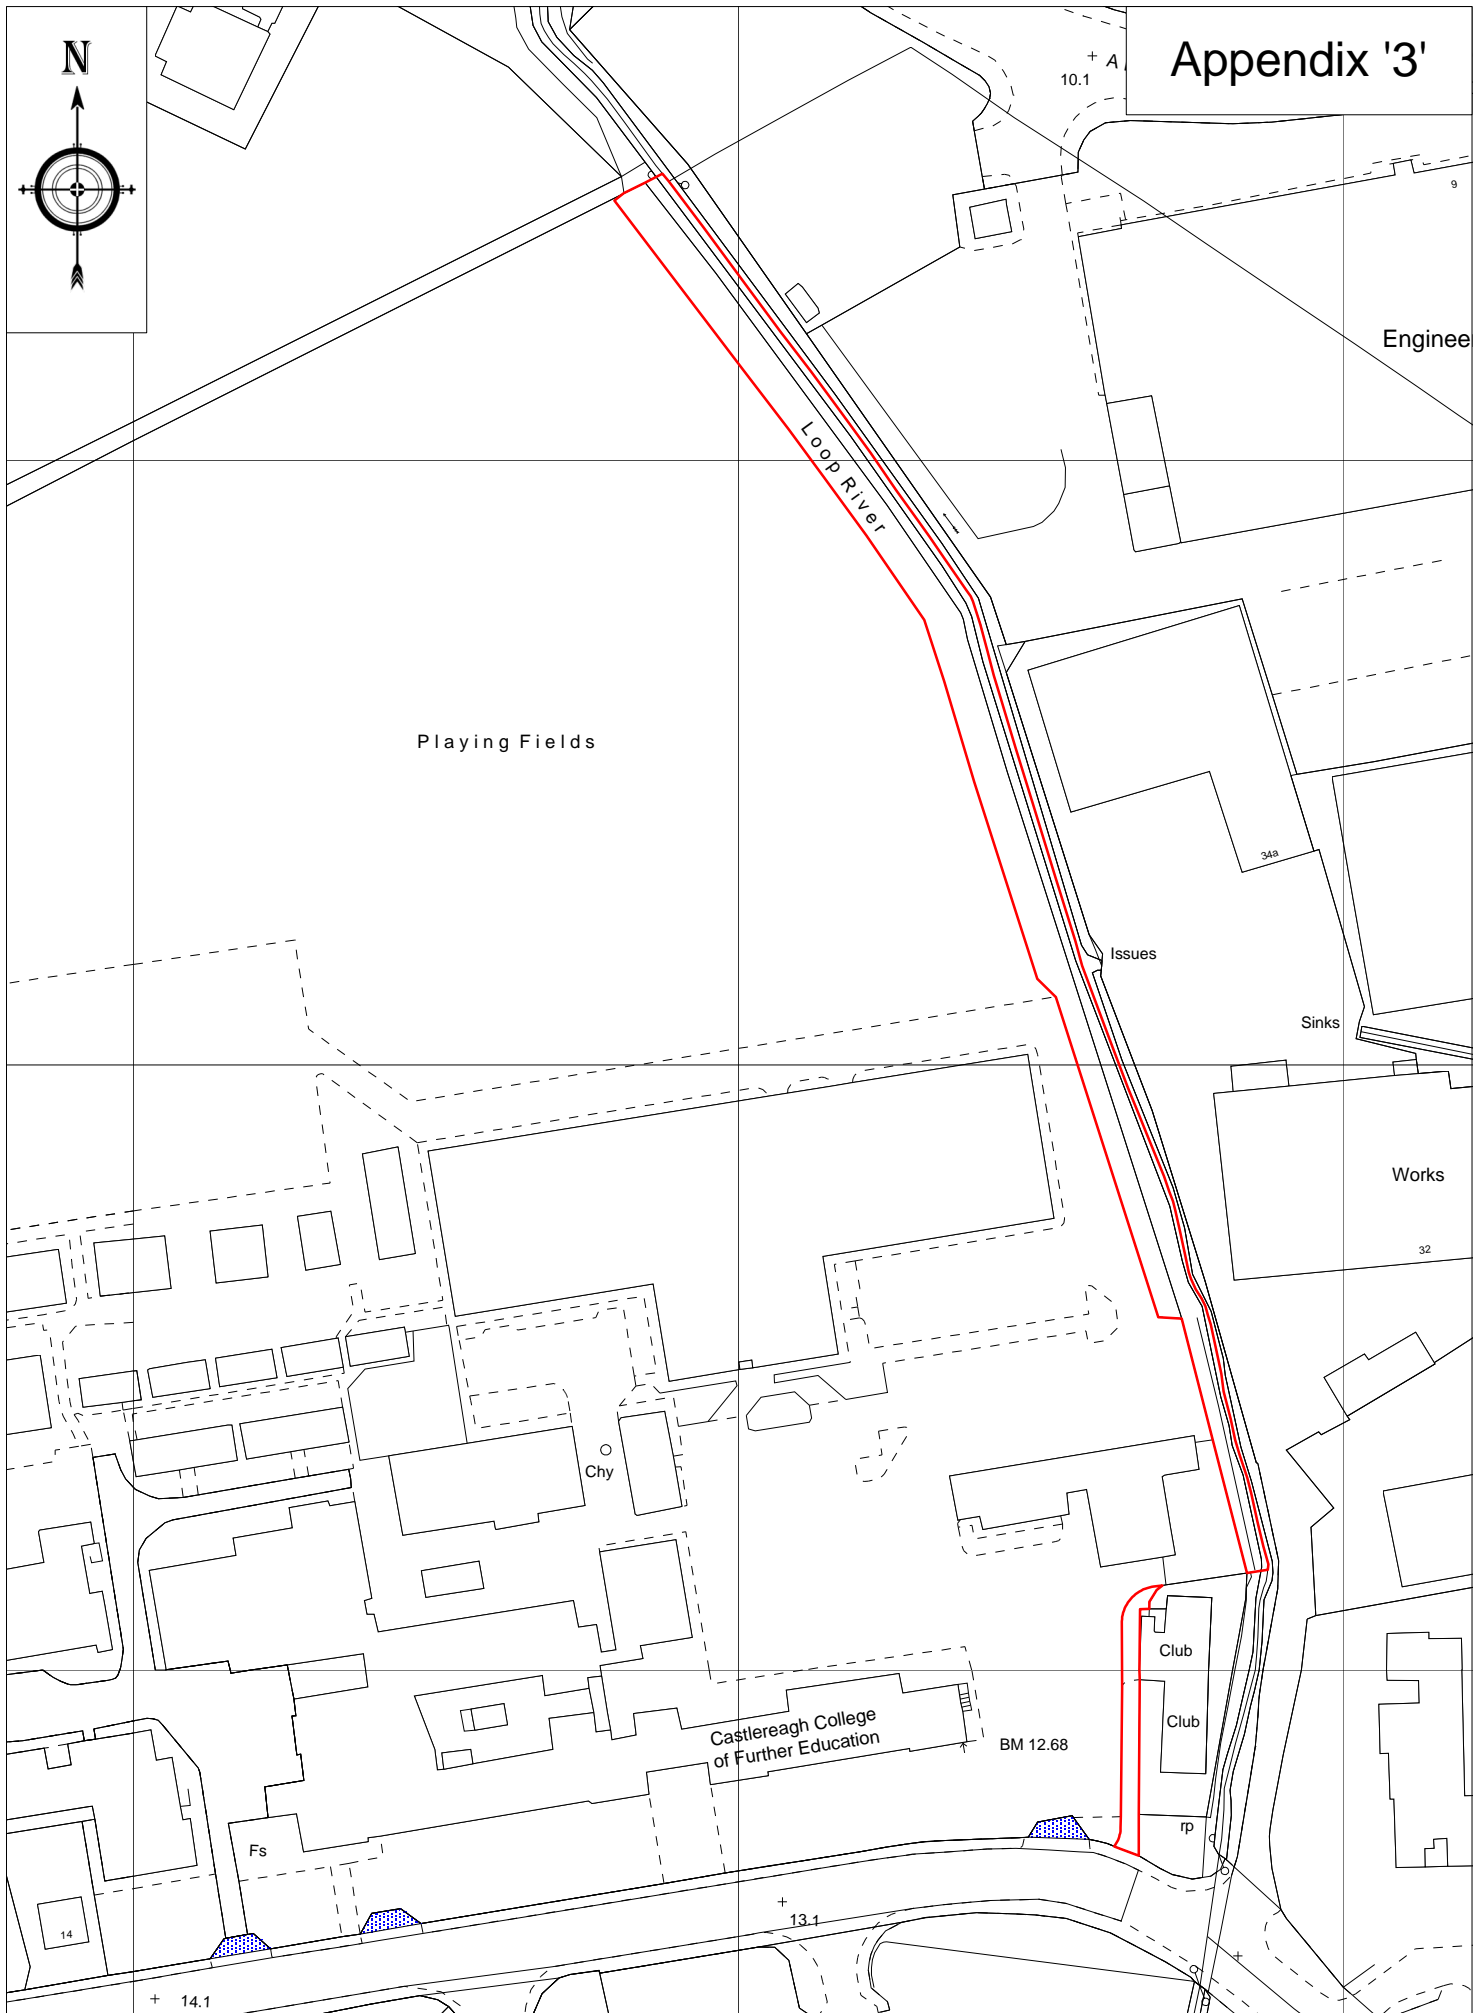 N
Appendix '3'
A
10.1
9
Enginee
Loop River
Playing Fields
34a
Issues
Sinks
Works
32
Chy
Club
Club
Castlereagh College
of Further Education
BM 12.68
rp
Fs
14
13.1
14.1